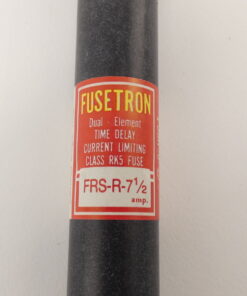 FUSETRON
Dual - Element
TIME DELAY
CURRENT LIMITING
CLASS RK5 FUSE
FRS-R-7½
amp.